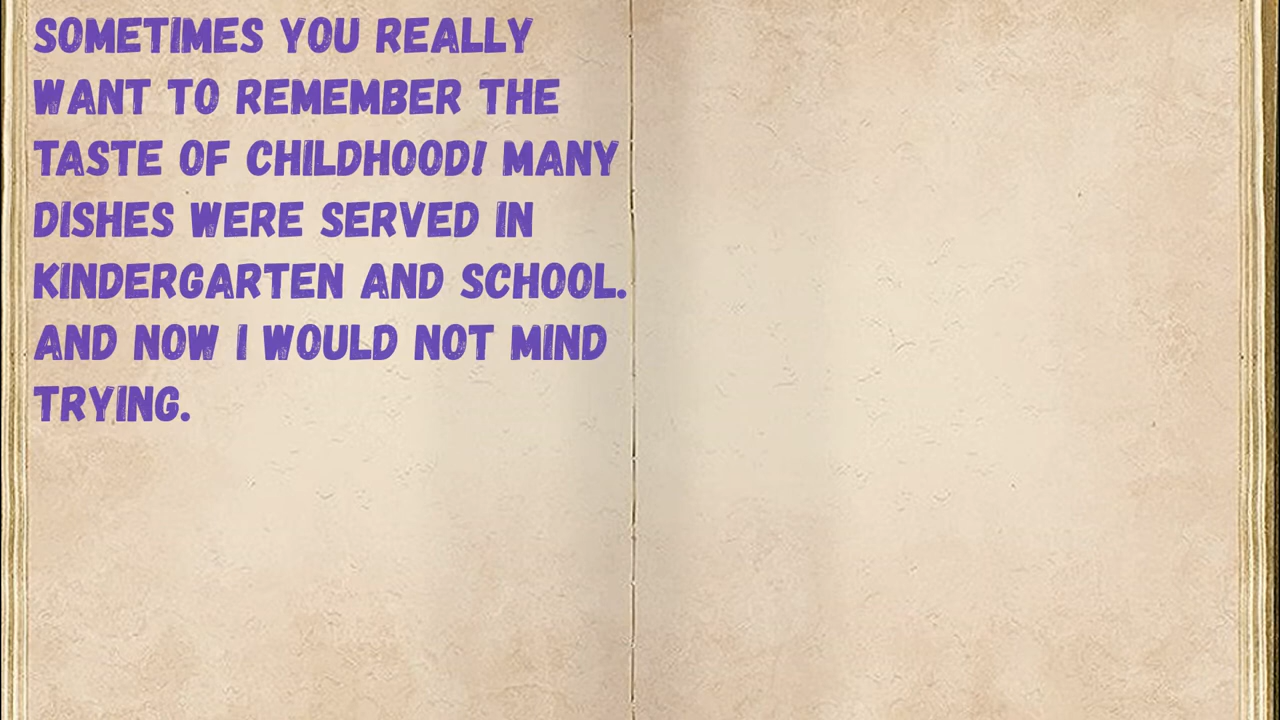 SOMETIMES YOU REALLY
WANT TO REMEMBER THE
TASTE OF CHILDHOOD! MANY
DISHES WERE SERVED IN
KINDERGARTEN AND SCHOOL.
AND NOW I WOULD NOT MIND
TRYING.